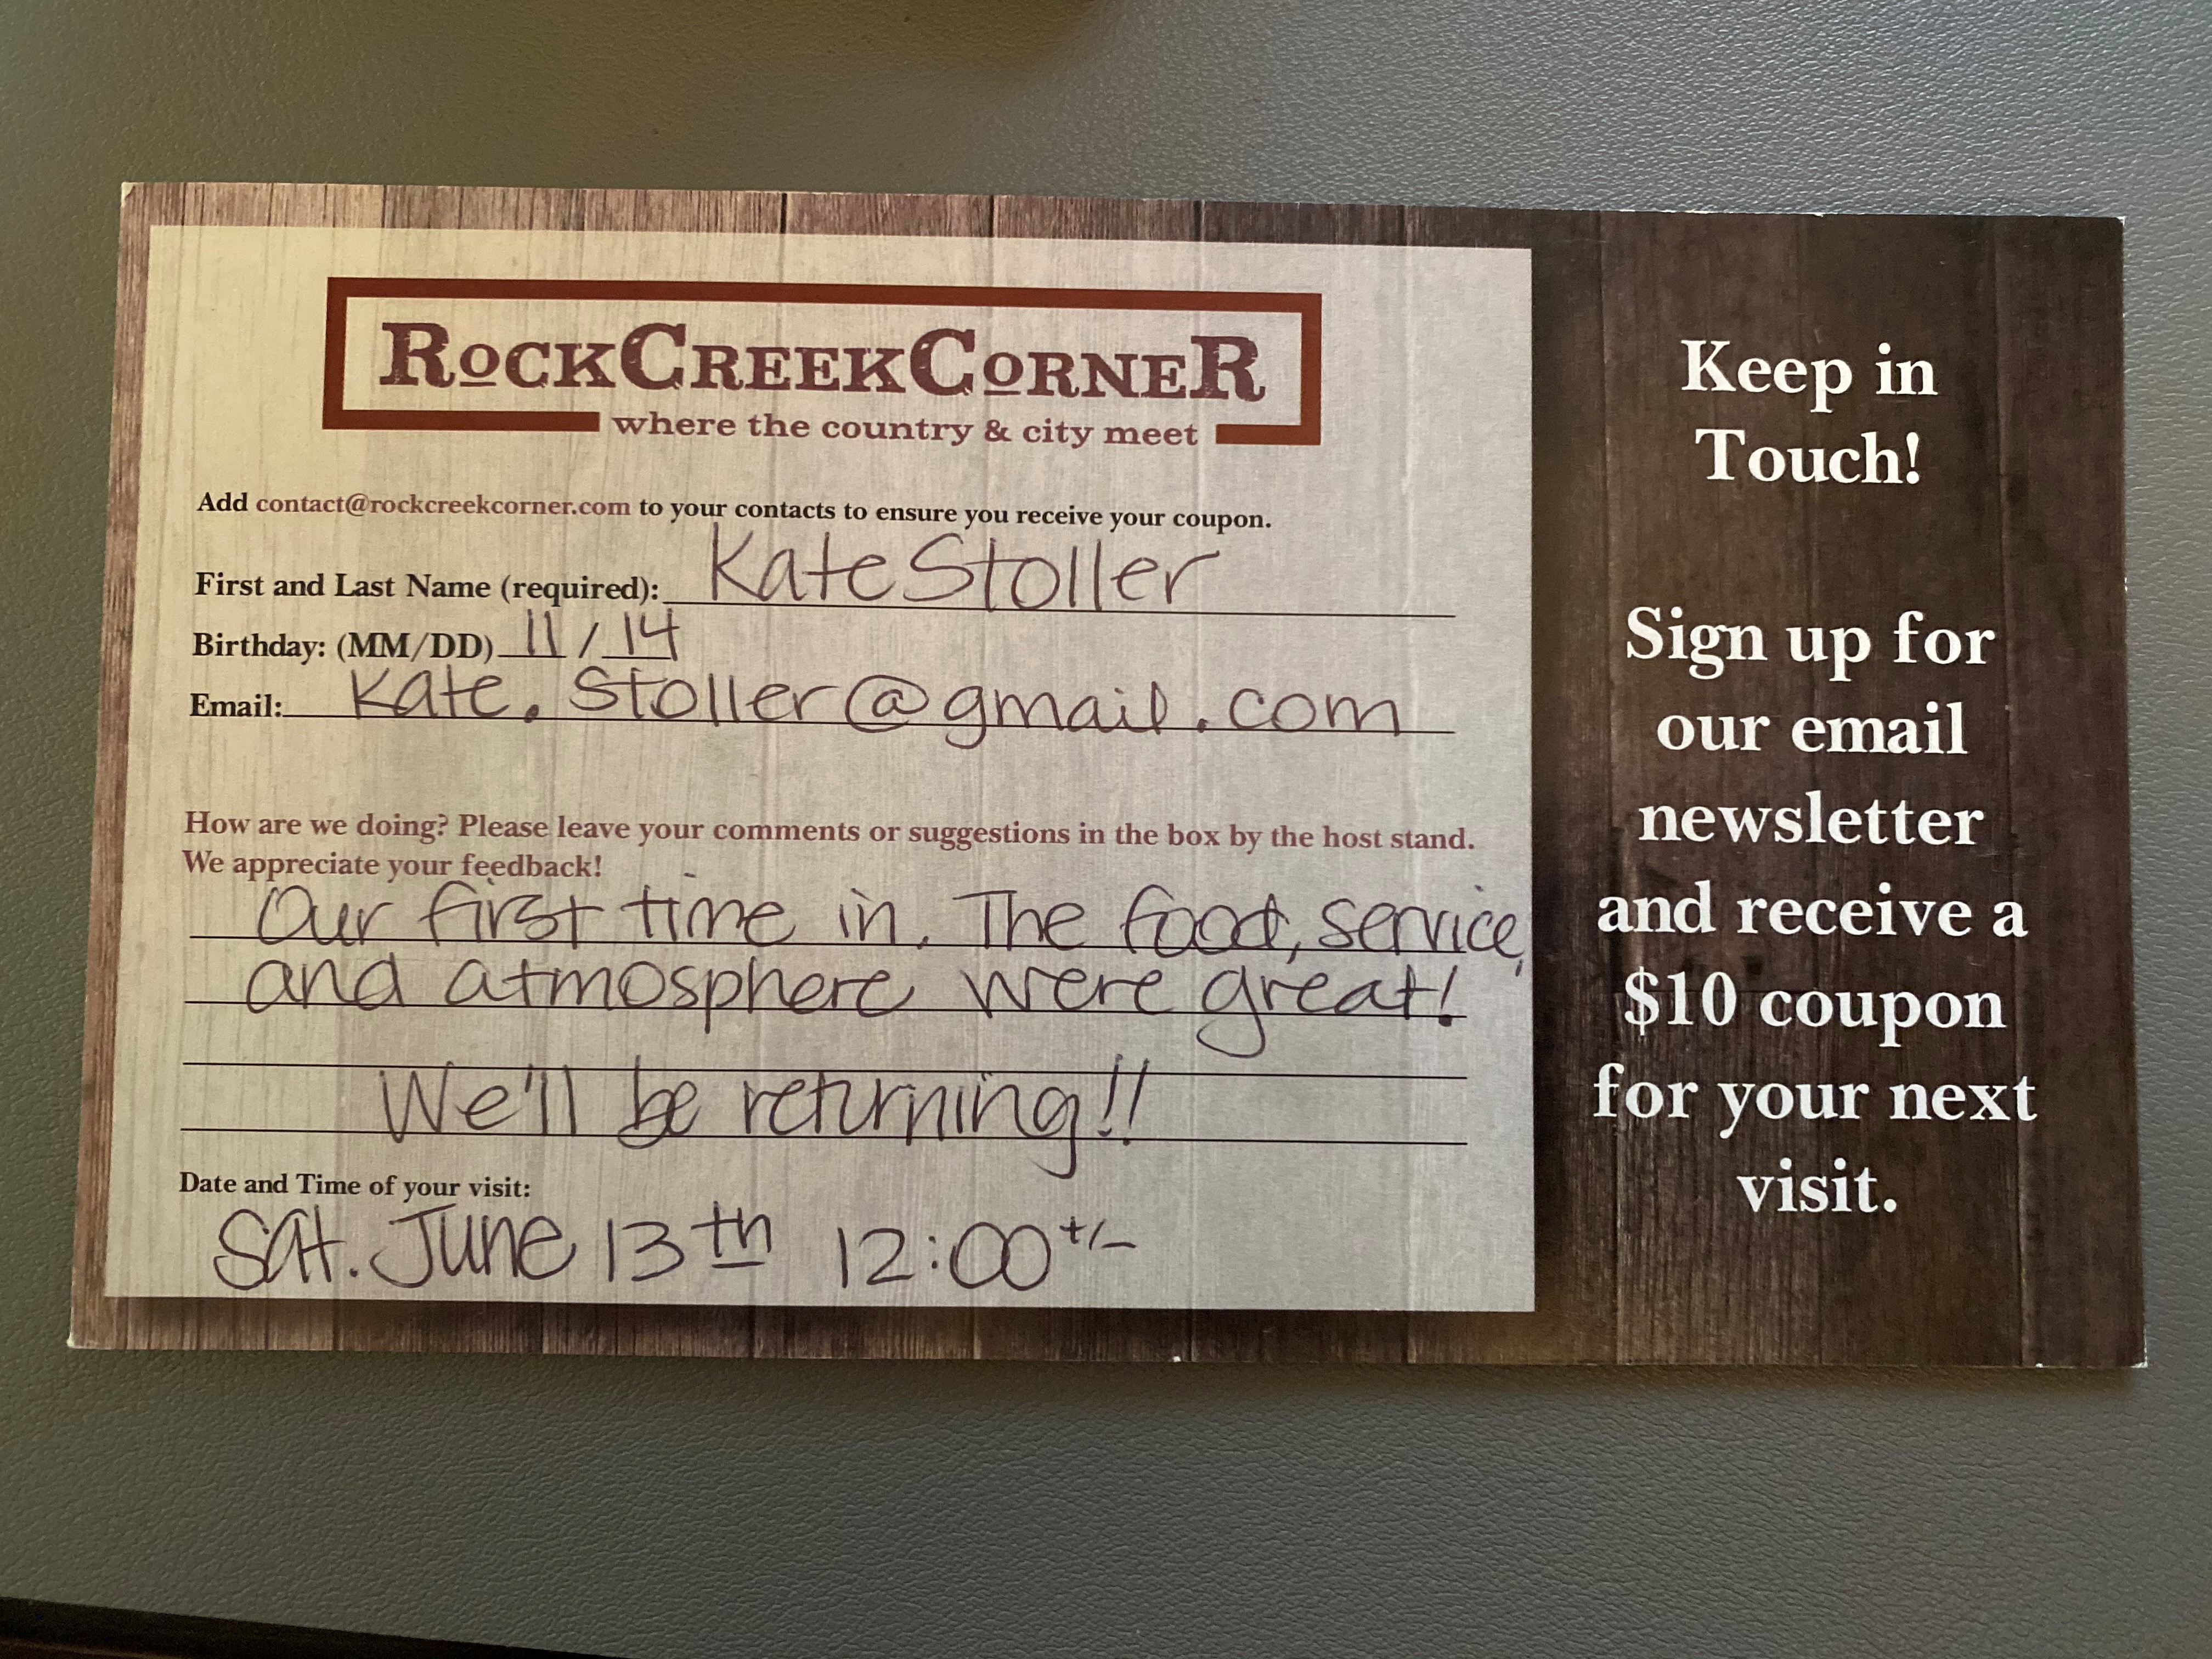 RockCreekCorner
where the country & city meet
Add contact@rockcreekcorner.com to your contacts to ensure you receive your coupon.
First and Last Name (required): Kate Stoller
Birthday: (MM/DD) 11 / 14
Email: Kate.Stoller@gmail.com
How are we doing? Please leave your comments or suggestions in the box by the host stand.
We appreciate your feedback!
Our first time in. The food, service,
and atmosphere were great!
We'll be returning!!
Date and Time of your visit:
Sat. June 13th 12:00 +/-
Keep in
Touch!
Sign up for
our email
newsletter
and receive a
$10 coupon
for your next
visit.